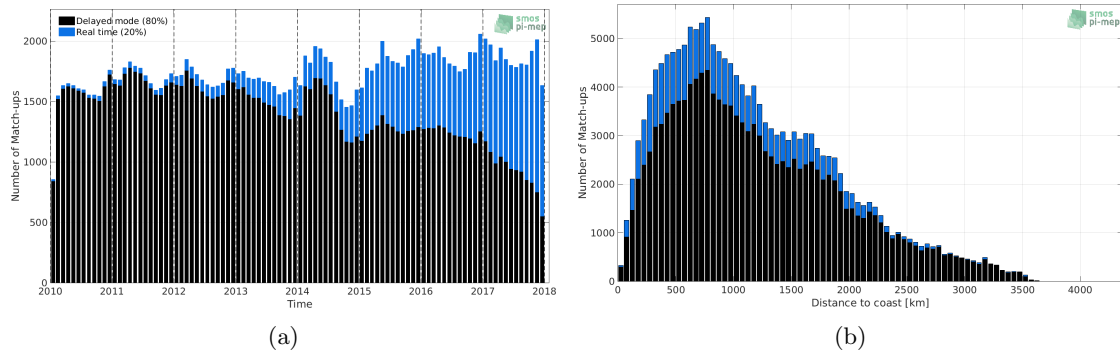 smos
pi-mep
Delayed mode (80%)
Real time (20%)
Number of Match-ups
2000
1500
1000
500
0
2010 2011 2012 2013 2014 2015 2016 2017 2018
Time
(a)
smos
pi-mep
Number of Match-ups
5000
4000
3000
2000
1000
0
0 500 1000 1500 2000 2500 3000 3500 4000
Distance to coast [km]
(b)